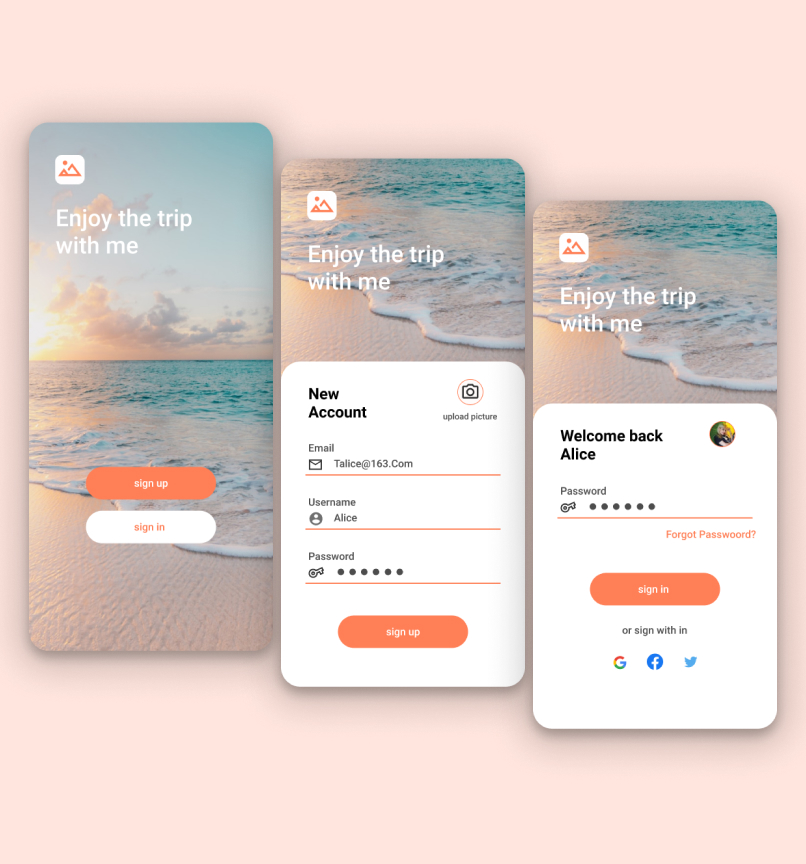 Enjoy the trip
with me
sign up
sign in
Enjoy the trip
with me
New
Account
upload picture
Email
Talice@163.Com
Username
Alice
Password
sign up
Enjoy the trip
with me
Welcome back
Alice
Password
Forgot Passwoord?
sign in
or sign with in